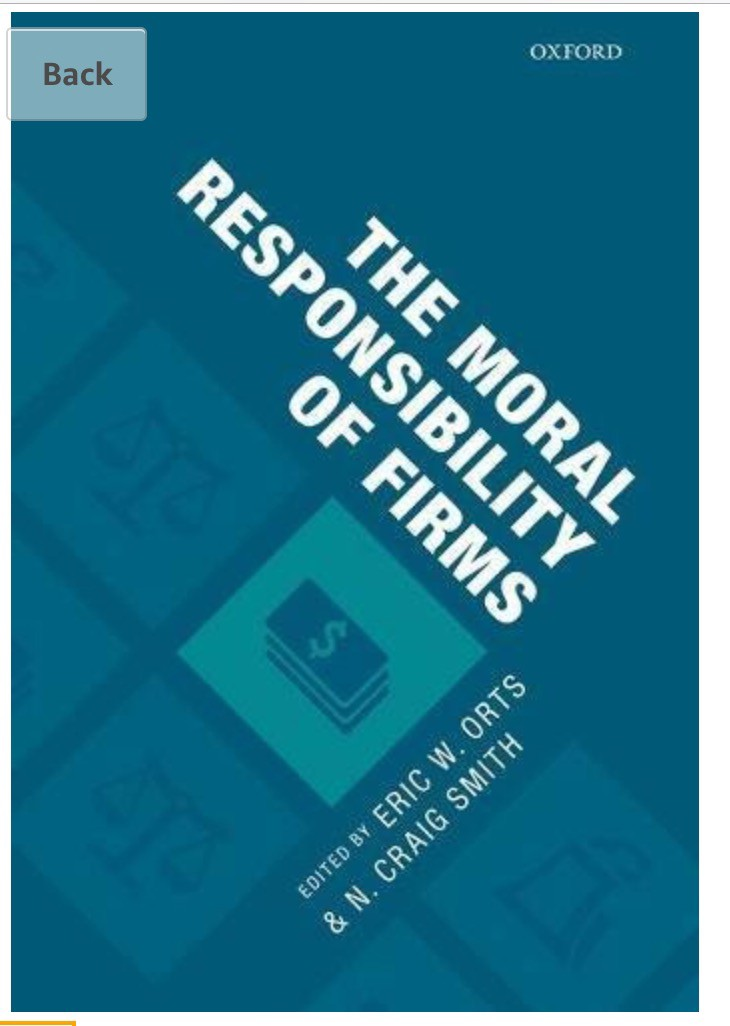 Back
OXFORD
THE MORAL
RESPONSIBILITY
OF FIRMS
$
EDITED BY ERIC W. ORTS
& N. CRAIG SMITH